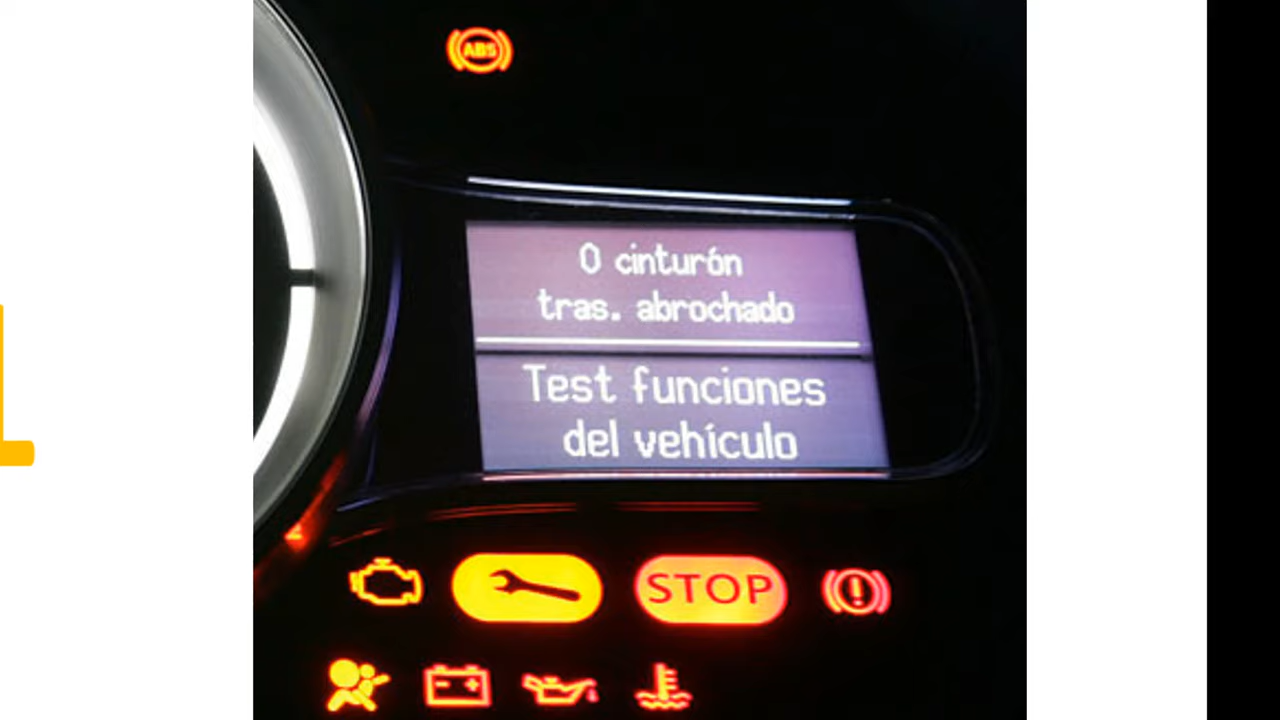 ABS
0 cinturón
tras. abrochado
Test funciones
del vehículo
STOP